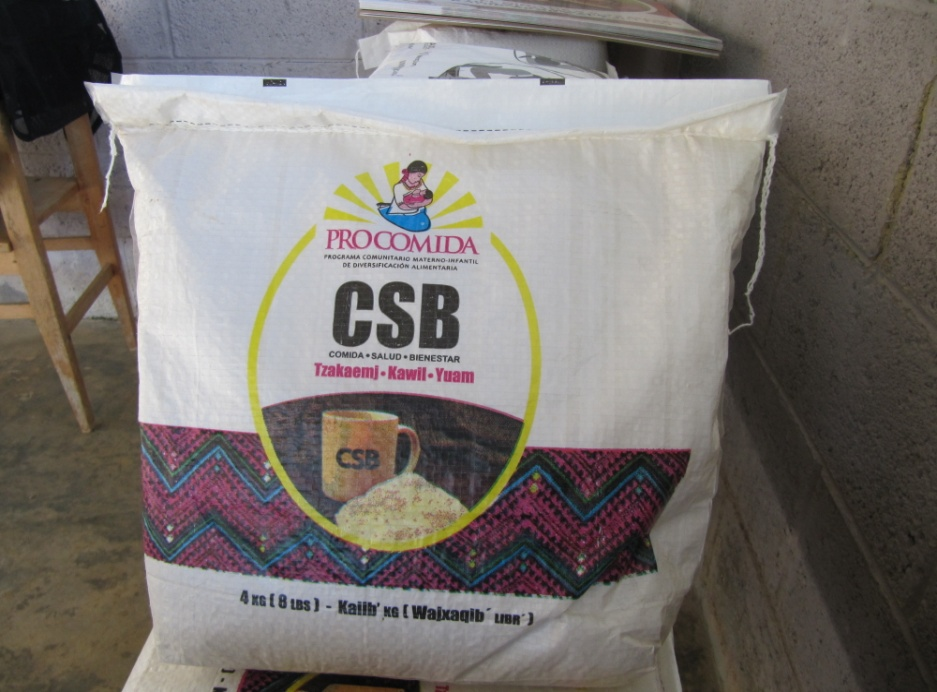 PROCOMIDA
PROGRAMA COMUNITARIO MATERNO-INFANTIL
DE DIVERSIFICACIÓN ALIMENTARIA
CSB
COMIDA • SALUD • BIENESTAR
Tzakaemj • Kawil • Yuam
CSB
4 KG ( 8 LBS ) - Kaiib' KG ( Wajxaqib´ LIBR´ )